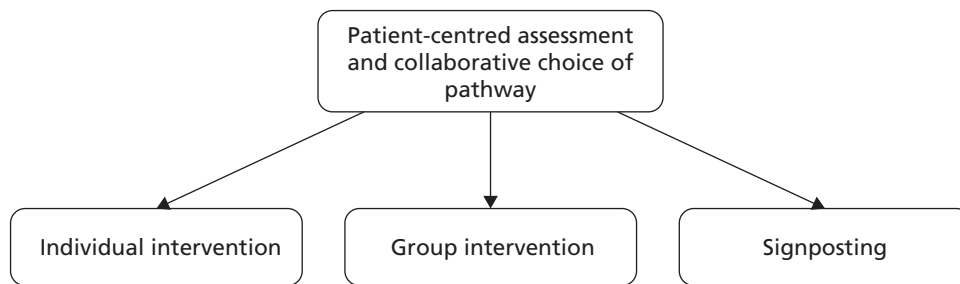 Patient-centred assessment
and collaborative choice of
pathway
Individual intervention
Group intervention
Signposting